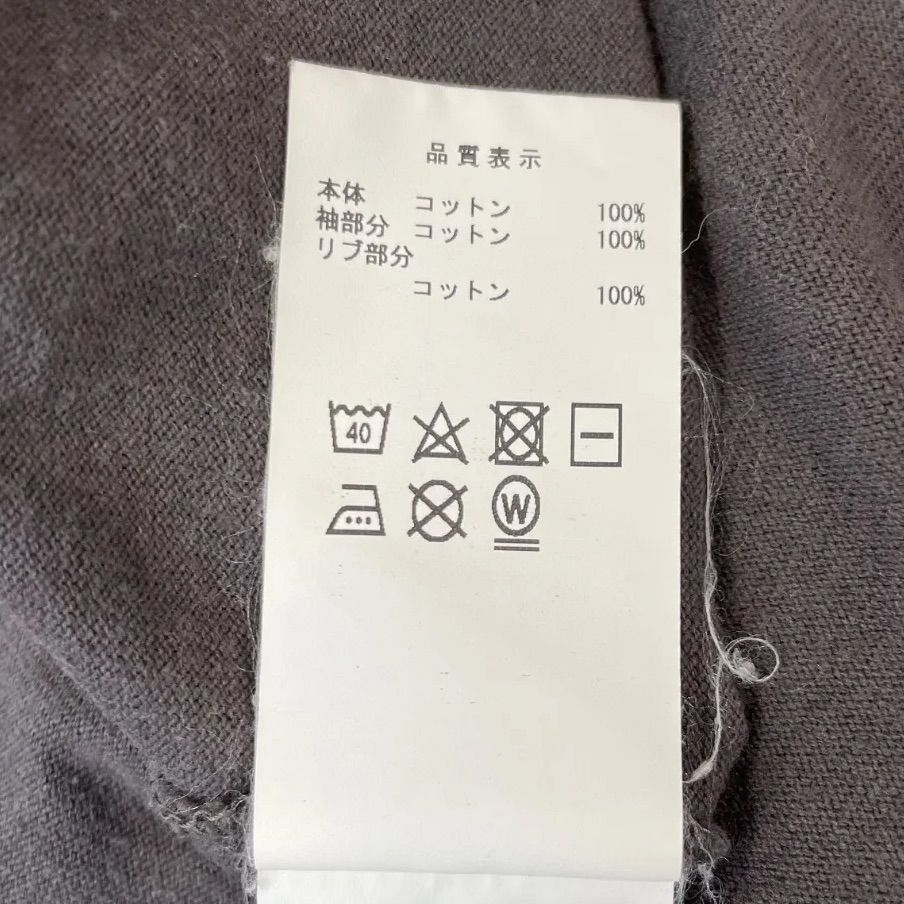 品質表示
本体 コットン 100%
袖部分 コットン 100%
リブ部分
コットン 100%
40
W